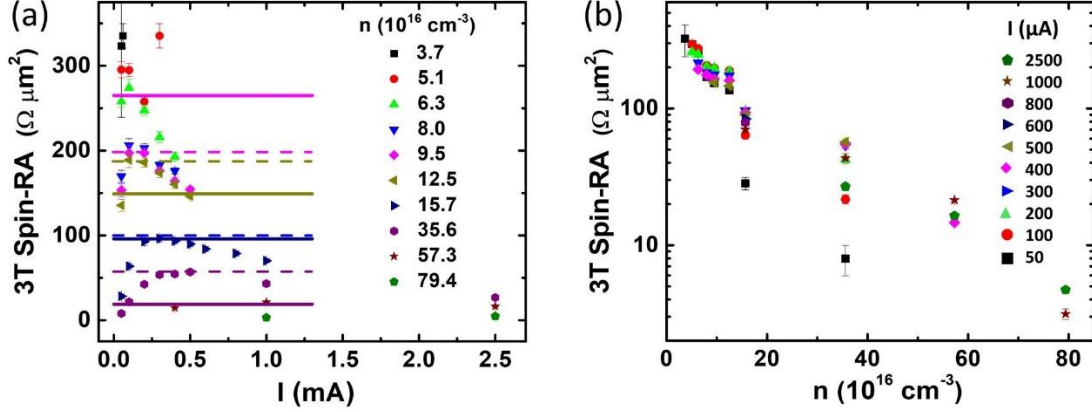 (a)
n (10¹⁶ cm⁻³)
3.7
5.1
6.3
8.0
9.5
12.5
15.7
35.6
57.3
79.4
300
200
100
0
3T Spin-RA (Ω μm²)
0.0 0.5 1.0 1.5 2.0 2.5
I (mA)
(b)
I (μA)
2500
1000
800
600
500
400
300
200
100
50
100
10
3T Spin-RA (Ω μm²)
0 20 40 60 80
n (10¹⁶ cm⁻³)